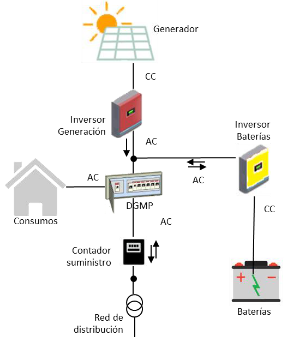 Generador
CC
Inversor
Generación
AC
Inversor
Baterías
AC
AC
DGMP
CC
Consumos
AC
Contador
suministro
Baterías
Red de
distribución